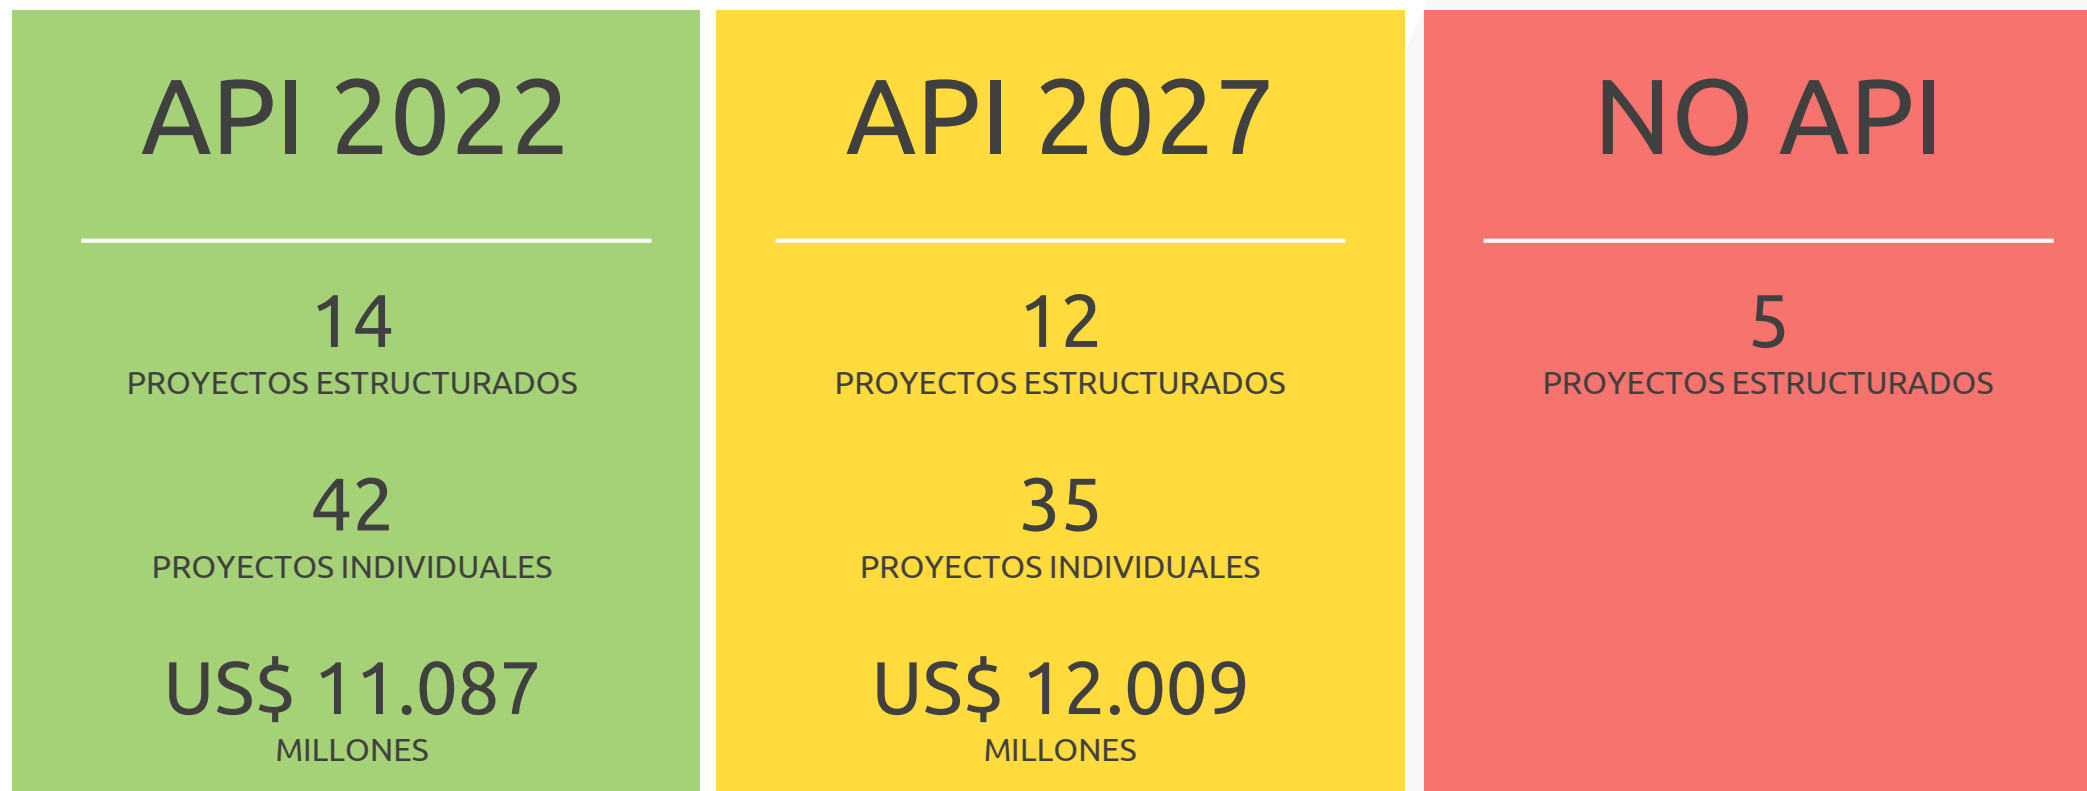 API 2022
14
PROYECTOS ESTRUCTURADOS
42
PROYECTOS INDIVIDUALES
US$ 11.087
MILLONES
API 2027
12
PROYECTOS ESTRUCTURADOS
35
PROYECTOS INDIVIDUALES
US$ 12.009
MILLONES
NO API
5
PROYECTOS ESTRUCTURADOS